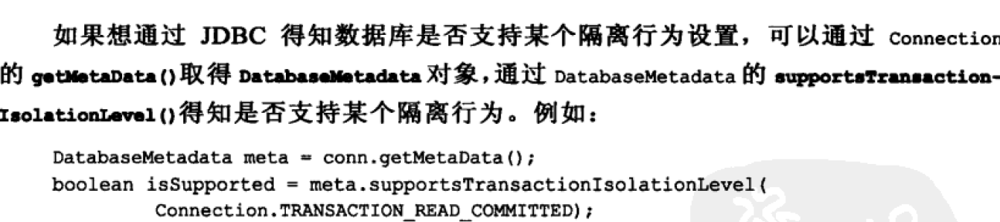 如果想通过 JDBC 得知数据库是否支持某个隔离行为设置，可以通过 Connection
的 getMetaData()取得 DatabaseMetadata 对象，通过 DatabaseMetadata 的 supportsTransaction-
IsolationLevel()得知是否支持某个隔离行为。例如：
DatabaseMetadata meta = conn.getMetaData();
boolean isSupported = meta.supportsTransactionIsolationLevel(
Connection.TRANSACTION_READ_COMMITTED);